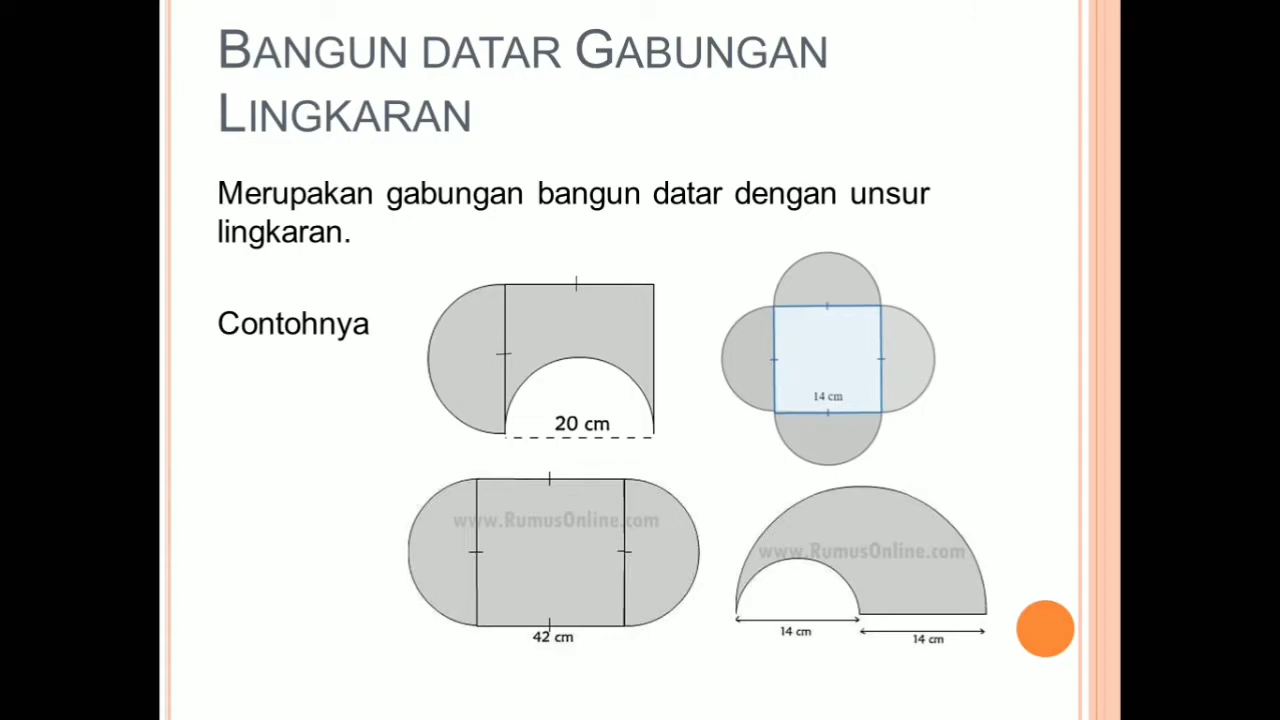 BANGUN DATAR GABUNGAN
LINGKARAN
Merupakan gabungan bangun datar dengan unsur
lingkaran.
Contohnya
20 cm
14 cm
www.RumusOnline.com
42 cm
www.RumusOnline.com
14 cm
14 cm